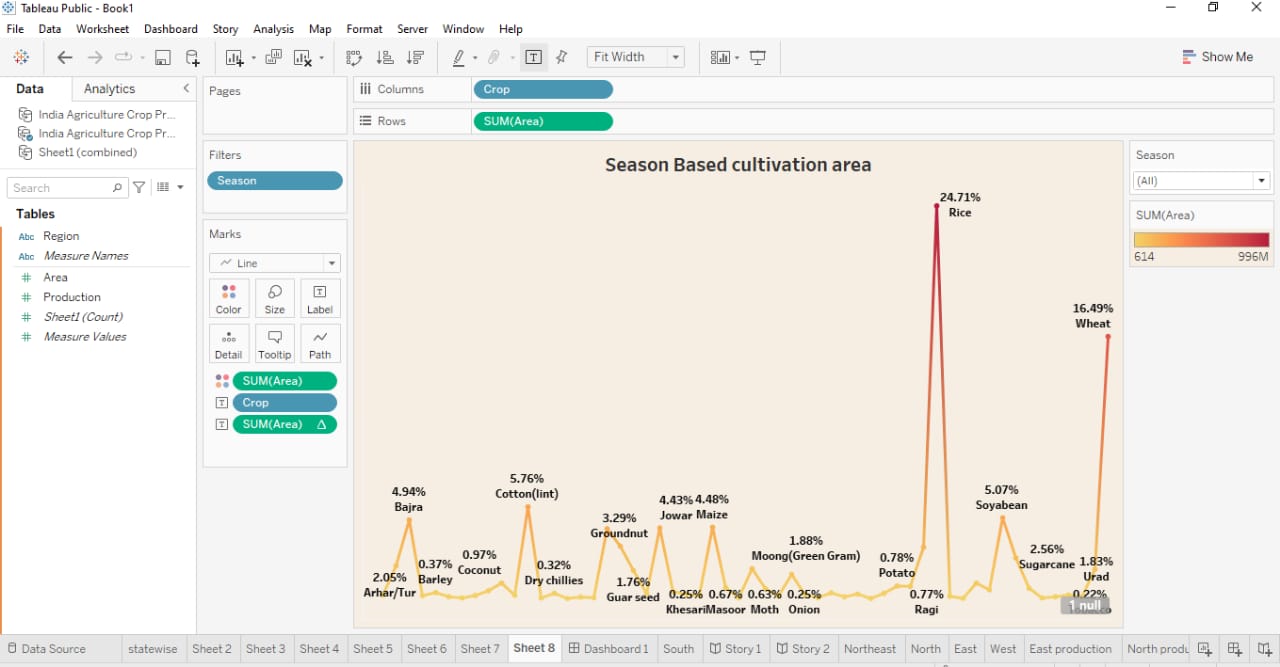 Tableau Public - Book1
File Data Worksheet Dashboard Story Analysis Map Format Server Window Help
Fit Width
Show Me
Data Analytics
India Agriculture Crop Pr...
India Agriculture Crop Pr...
Sheet1 (combined)
Search
Tables
Abc Region
Abc Measure Names
# Area
# Production
# Sheet1 (Count)
# Measure Values
Pages
Filters
Season
Marks
Line
Color Size Label
Detail Tooltip Path
SUM(Area)
Crop
SUM(Area) Δ
Columns Crop
Rows SUM(Area)
Season Based cultivation area
24.71%
Rice
16.49%
Wheat
5.76%
Cotton(lint)
4.94%
Bajra
5.07%
Soyabean
4.43% 4.48%
Jowar Maize
3.29%
Groundnut
1.88%
Moong(Green Gram)
0.97%
Coconut
2.56%
Sugarcane
0.78%
Potato
1.83%
Urad
0.37%
Barley
0.32%
Dry chillies
2.05%
Arhar/Tur
1.76%
Guar seed
0.25% 0.67% 0.63% 0.25%
Khesari Masoor Moth Onion
0.77%
Ragi
0.22%
1 null
Season
(All)
SUM(Area)
614 996M
Data Source statewise Sheet 2 Sheet 3 Sheet 4 Sheet 5 Sheet 6 Sheet 7 Sheet 8 Dashboard 1 South Story 1 Story 2 Northeast North East West East production North produ